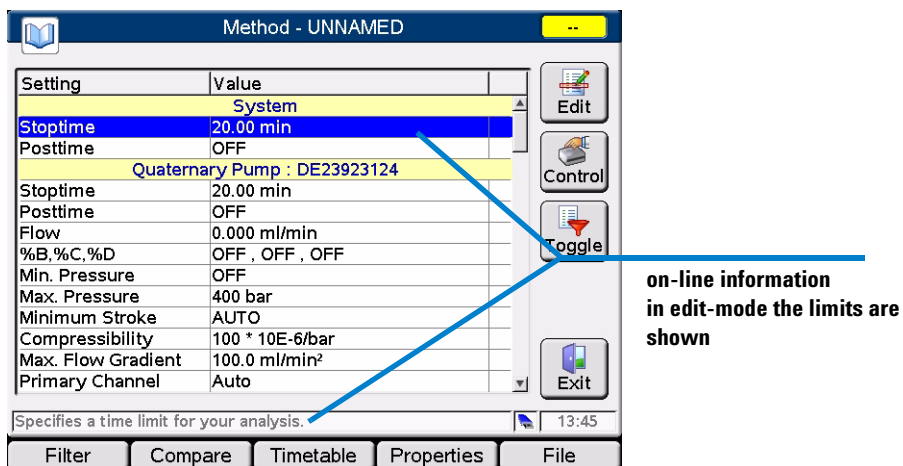 Method - UNNAMED
--
Setting Value
System
Stoptime 20.00 min
Posttime OFF
Quaternary Pump : DE23923124
Stoptime 20.00 min
Posttime OFF
Flow 0.000 ml/min
%B,%C,%D OFF , OFF , OFF
Min. Pressure OFF
Max. Pressure 400 bar
Minimum Stroke AUTO
Compressibility 100 * 10E-6/bar
Max. Flow Gradient 100.0 ml/min²
Primary Channel Auto
Edit
Control
Toggle
Exit
Specifies a time limit for your analysis.
13:45
Filter Compare Timetable Properties File
on-line information
in edit-mode the limits are
shown